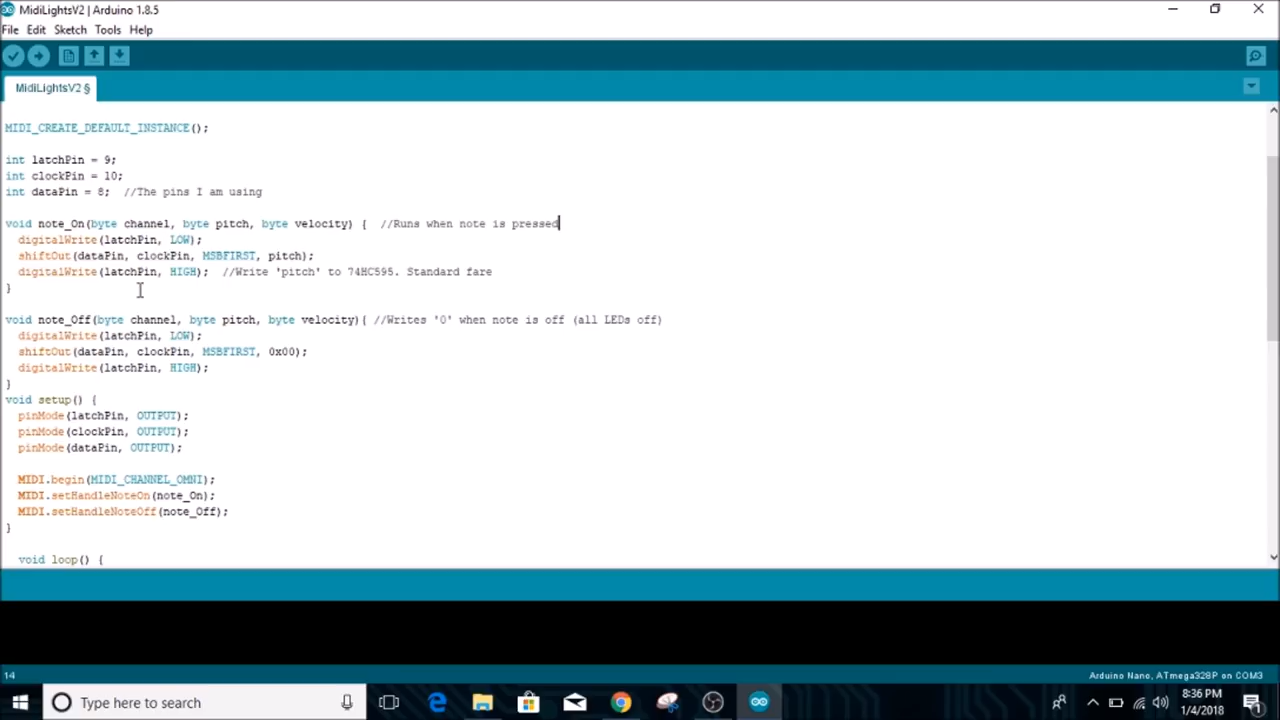 MidiLightsV2 | Arduino 1.8.5
File Edit Sketch Tools Help
MidiLightsV2 §
MIDI_CREATE_DEFAULT_INSTANCE();
int latchPin = 9;
int clockPin = 10;
int dataPin = 8;  //The pins I am using
void note_On(byte channel, byte pitch, byte velocity) {  //Runs when note is pressed
digitalWrite(latchPin, LOW);
shiftOut(dataPin, clockPin, MSBFIRST, pitch);
digitalWrite(latchPin, HIGH);  //Write 'pitch' to 74HC595. Standard fare
}
void note_Off(byte channel, byte pitch, byte velocity){ //Writes '0' when note is off (all LEDs off)
digitalWrite(latchPin, LOW);
shiftOut(dataPin, clockPin, MSBFIRST, 0x00);
digitalWrite(latchPin, HIGH);
}
void setup() {
pinMode(latchPin, OUTPUT);
pinMode(clockPin, OUTPUT);
pinMode(dataPin, OUTPUT);
MIDI.begin(MIDI_CHANNEL_OMNI);
MIDI.setHandleNoteOn(note_On);
MIDI.setHandleNoteOff(note_Off);
}
void loop() {
14
Arduino Nano, ATmega328P on COM3
Type here to search
8:36 PM
1/4/2018